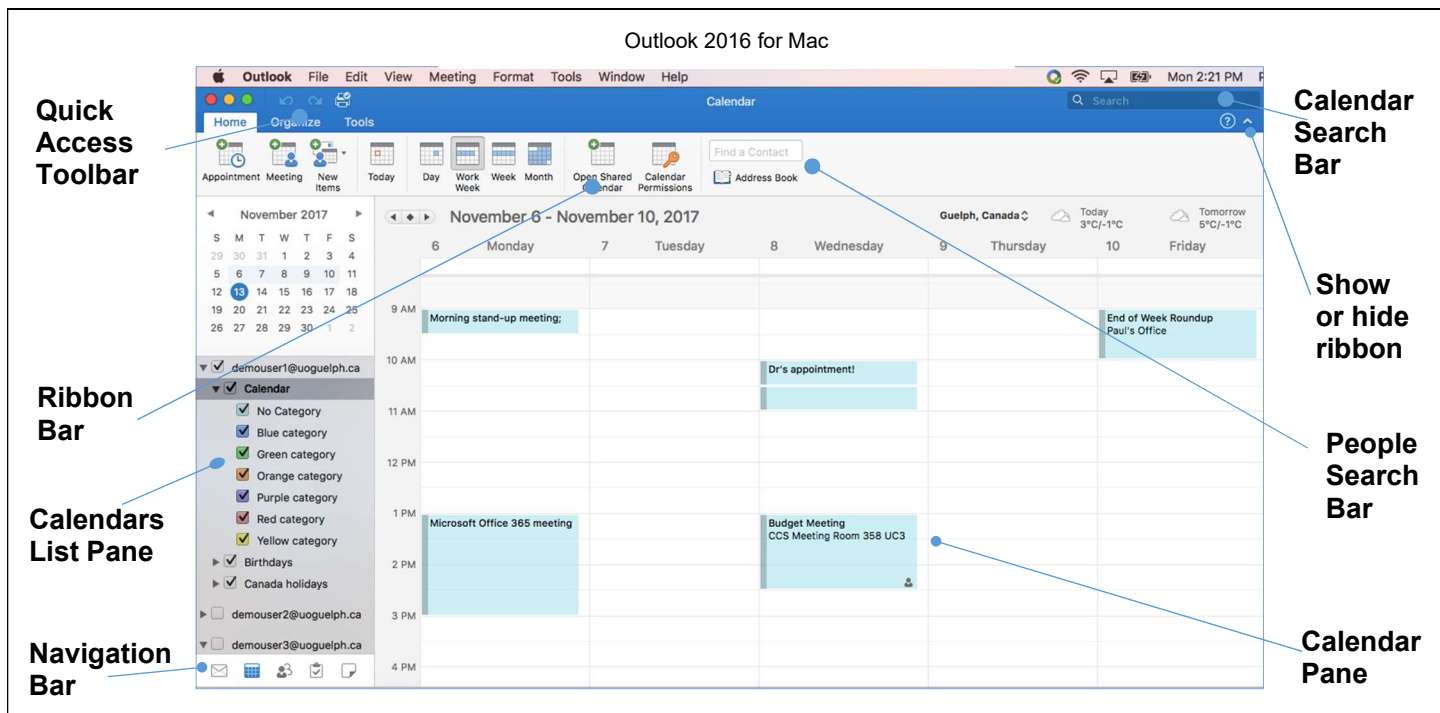 Outlook 2016 for Mac
Outlook File Edit View Meeting Format Tools Window Help Mon 2:21 PM
Calendar
Search
Home Organize Tools
Appointment Meeting New Items Today Day Work Week Week Month Open Shared Calendar Calendar Permissions
Find a Contact
Address Book
Quick
Access
Toolbar
Calendar
Search
Bar
November 2017
S M T W T F S
29 30 31 1 2 3 4
5 6 7 8 9 10 11
12 13 14 15 16 17 18
19 20 21 22 23 24 25
26 27 28 29 30 1 2
November 6 - November 10, 2017
Guelph, Canada
Today
3°C/-1°C
Tomorrow
5°C/-1°C
6 Monday 7 Tuesday 8 Wednesday 9 Thursday 10 Friday
Show
or hide
ribbon
demouser1@uoguelph.ca
Calendar
No Category
Blue category
Green category
Orange category
Purple category
Red category
Yellow category
Birthdays
Canada holidays
demouser2@uoguelph.ca
demouser3@uoguelph.ca
Ribbon
Bar
Calendars
List Pane
Navigation
Bar
9 AM
Morning stand-up meeting;
End of Week Roundup
Paul's Office
10 AM
Dr's appointment!
11 AM
12 PM
1 PM
Microsoft Office 365 meeting
Budget Meeting
CCS Meeting Room 358 UC3
2 PM
3 PM
4 PM
People
Search
Bar
Calendar
Pane